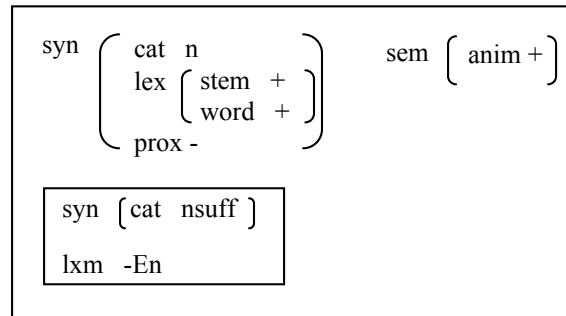 syn cat n sem anim +
lex stem +
word +
prox -
syn cat nsuff
lxm -En